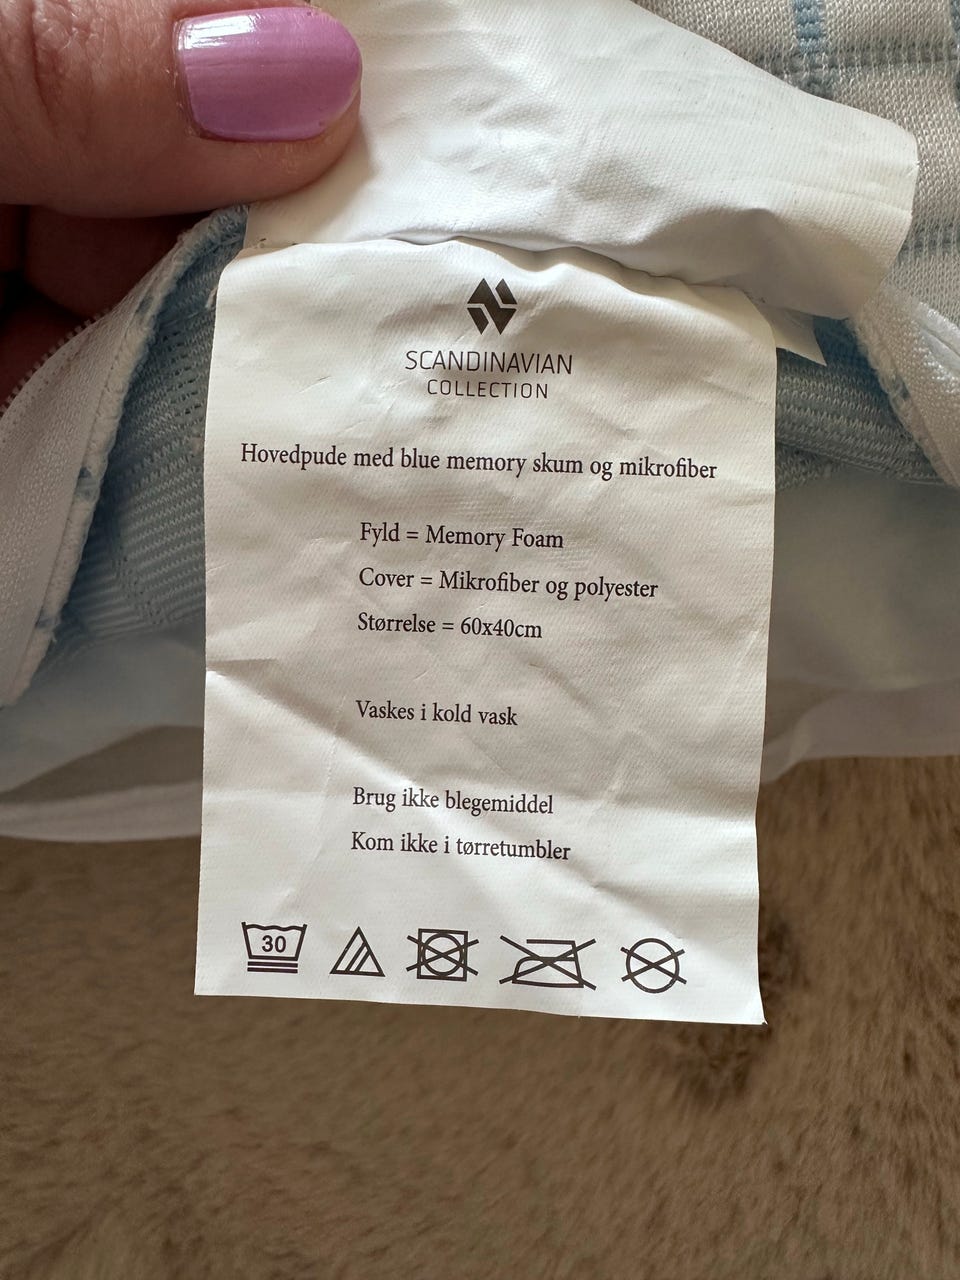 SCANDINAVIAN
COLLECTION
Hovedpude med blue memory skum og mikrofiber
Fyld = Memory Foam
Cover = Mikrofiber og polyester
Størrelse = 60x40cm
Vaskes i kold vask
Brug ikke blegemiddel
Kom ikke i tørretumbler
30